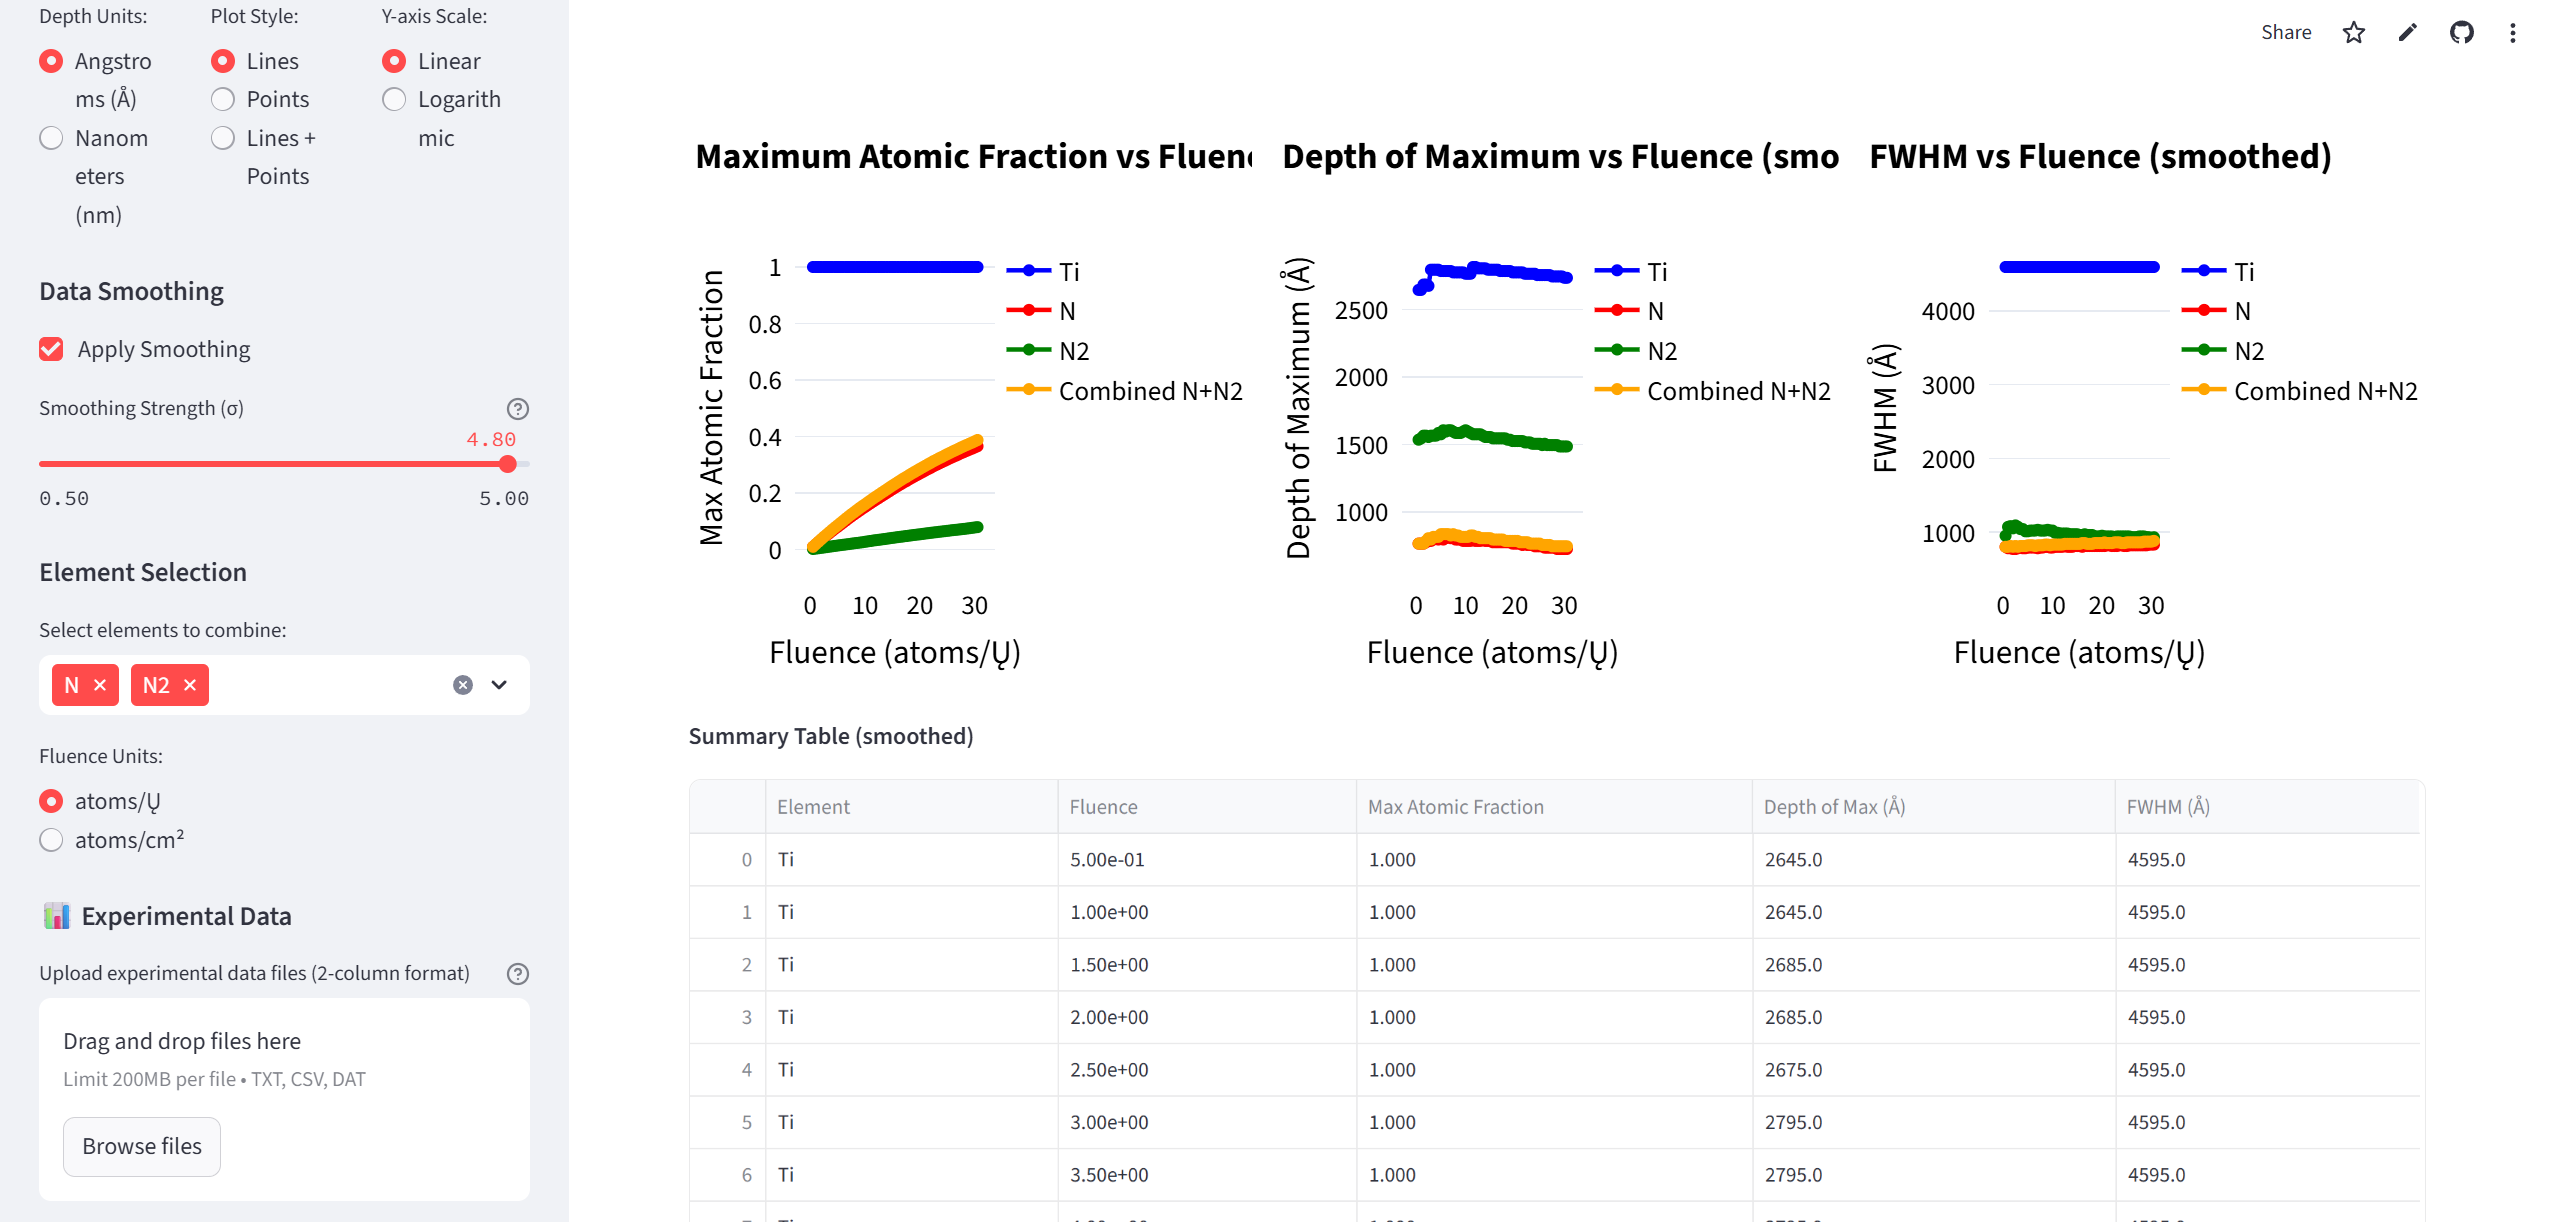 Depth Units:
Angstro
ms (Å)
Nanom
eters
(nm)
Plot Style:
Lines
Points
Lines +
Points
Y-axis Scale:
Linear
Logarith
mic
Data Smoothing
Apply Smoothing
Smoothing Strength (σ)
4.80
0.50 5.00
Element Selection
Select elements to combine:
N N2
Fluence Units:
atoms/Ų
atoms/cm²
Experimental Data
Upload experimental data files (2-column format)
Drag and drop files here
Limit 200MB per file • TXT, CSV, DAT
Browse files
Share
Maximum Atomic Fraction vs Fluen
Max Atomic Fraction
1
0.8
0.6
0.4
0.2
0
0 10 20 30
Fluence (atoms/Ų)
Ti
N
N2
Combined N+N2
Depth of Maximum vs Fluence (smo
Depth of Maximum (Å)
2500
2000
1500
1000
0 10 20 30
Fluence (atoms/Ų)
Ti
N
N2
Combined N+N2
FWHM vs Fluence (smoothed)
FWHM (Å)
4000
3000
2000
1000
0 10 20 30
Fluence (atoms/Ų)
Ti
N
N2
Combined N+N2
Summary Table (smoothed)
Element Fluence Max Atomic Fraction Depth of Max (Å) FWHM (Å)
0 Ti 5.00e-01 1.000 2645.0 4595.0
1 Ti 1.00e+00 1.000 2645.0 4595.0
2 Ti 1.50e+00 1.000 2685.0 4595.0
3 Ti 2.00e+00 1.000 2685.0 4595.0
4 Ti 2.50e+00 1.000 2675.0 4595.0
5 Ti 3.00e+00 1.000 2795.0 4595.0
6 Ti 3.50e+00 1.000 2795.0 4595.0